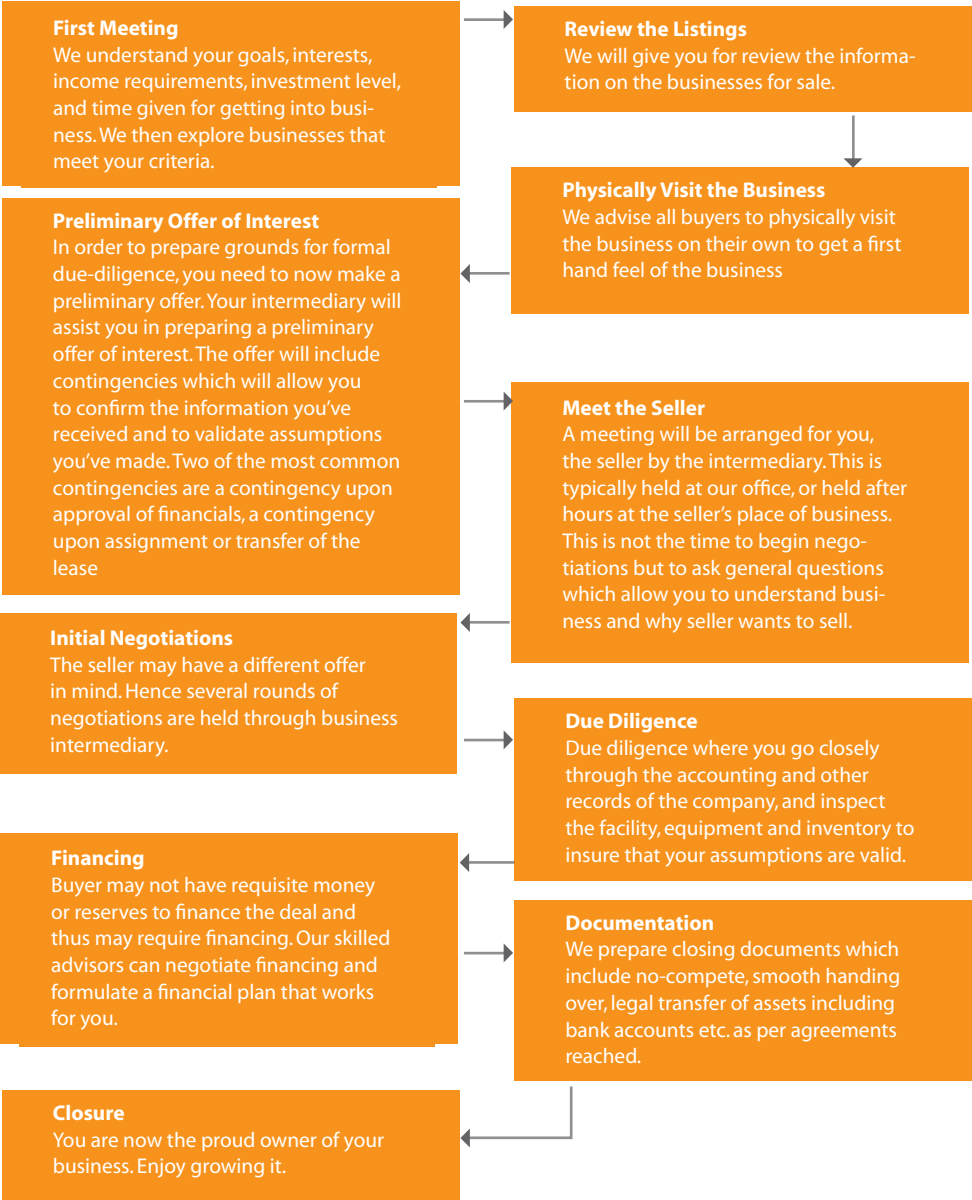 First Meeting
We understand your goals, interests,
income requirements, investment level,
and time given for getting into busi-
ness. We then explore businesses that
meet your criteria.
Review the Listings
We will give you for review the informa-
tion on the businesses for sale.
Physically Visit the Business
We advise all buyers to physically visit
the business on their own to get a first
hand feel of the business
Preliminary Offer of Interest
In order to prepare grounds for formal
due-diligence, you need to now make a
preliminary offer. Your intermediary will
assist you in preparing a preliminary
offer of interest. The offer will include
contingencies which will allow you
to confirm the information you've
received and to validate assumptions
you've made. Two of the most common
contingencies are a contingency upon
approval of financials, a contingency
upon assignment or transfer of the
lease
Meet the Seller
A meeting will be arranged for you,
the seller by the intermediary. This is
typically held at our office, or held after
hours at the seller's place of business.
This is not the time to begin nego-
tiations but to ask general questions
which allow you to understand busi-
ness and why seller wants to sell.
Initial Negotiations
The seller may have a different offer
in mind. Hence several rounds of
negotiations are held through business
intermediary.
Due Diligence
Due diligence where you go closely
through the accounting and other
records of the company, and inspect
the facility, equipment and inventory to
insure that your assumptions are valid.
Financing
Buyer may not have requisite money
or reserves to finance the deal and
thus may require financing. Our skilled
advisors can negotiate financing and
formulate a financial plan that works
for you.
Documentation
We prepare closing documents which
include no-compete, smooth handing
over, legal transfer of assets including
bank accounts etc. as per agreements
reached.
Closure
You are now the proud owner of your
business. Enjoy growing it.